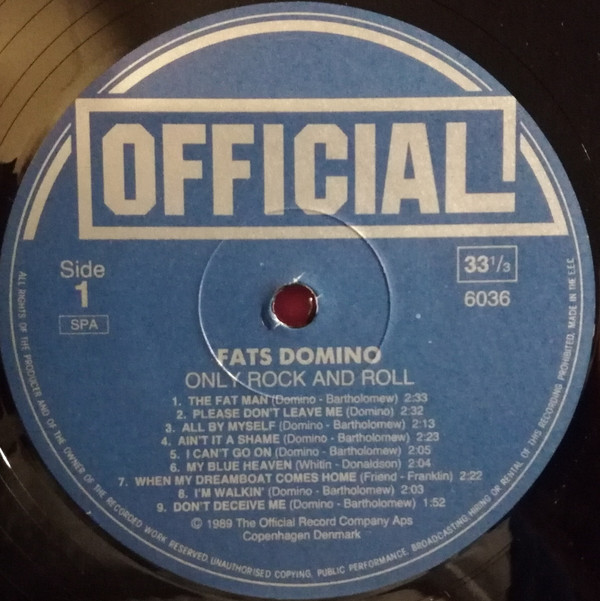 OFFICIAL
Side
1
SPA
33 1/3
6036
FATS DOMINO
ONLY ROCK AND ROLL
1. THE FAT MAN (Domino - Bartholomew) 2:33
2. PLEASE DON'T LEAVE ME (Domino) 2:32
3. ALL BY MYSELF (Domino - Bartholomew) 2:13
4. AIN'T IT A SHAME (Domino - Bartholomew) 2:23
5. I CAN'T GO ON (Domino - Bartholomew) 2:05
6. MY BLUE HEAVEN (Whitin - Donaldson) 2:04
7. WHEN MY DREAMBOAT COMES HOME (Friend - Franklin) 2:22
8. I'M WALKIN' (Domino - Bartholomew) 2:03
9. DON'T DECEIVE ME (Domino - Bartholomew) 1:52
© 1989 The Official Record Company Aps
Copenhagen Denmark
ALL RIGHTS OF THE PRODUCER AND OF THE OWNER OF THE RECORDED WORK RESERVED. UNAUTHORISED COPYING, PUBLIC PERFORMANCE, BROADCASTING, HIRING OR RENTAL OF THIS RECORDING PROHIBITED. MADE IN THE E.E.C.